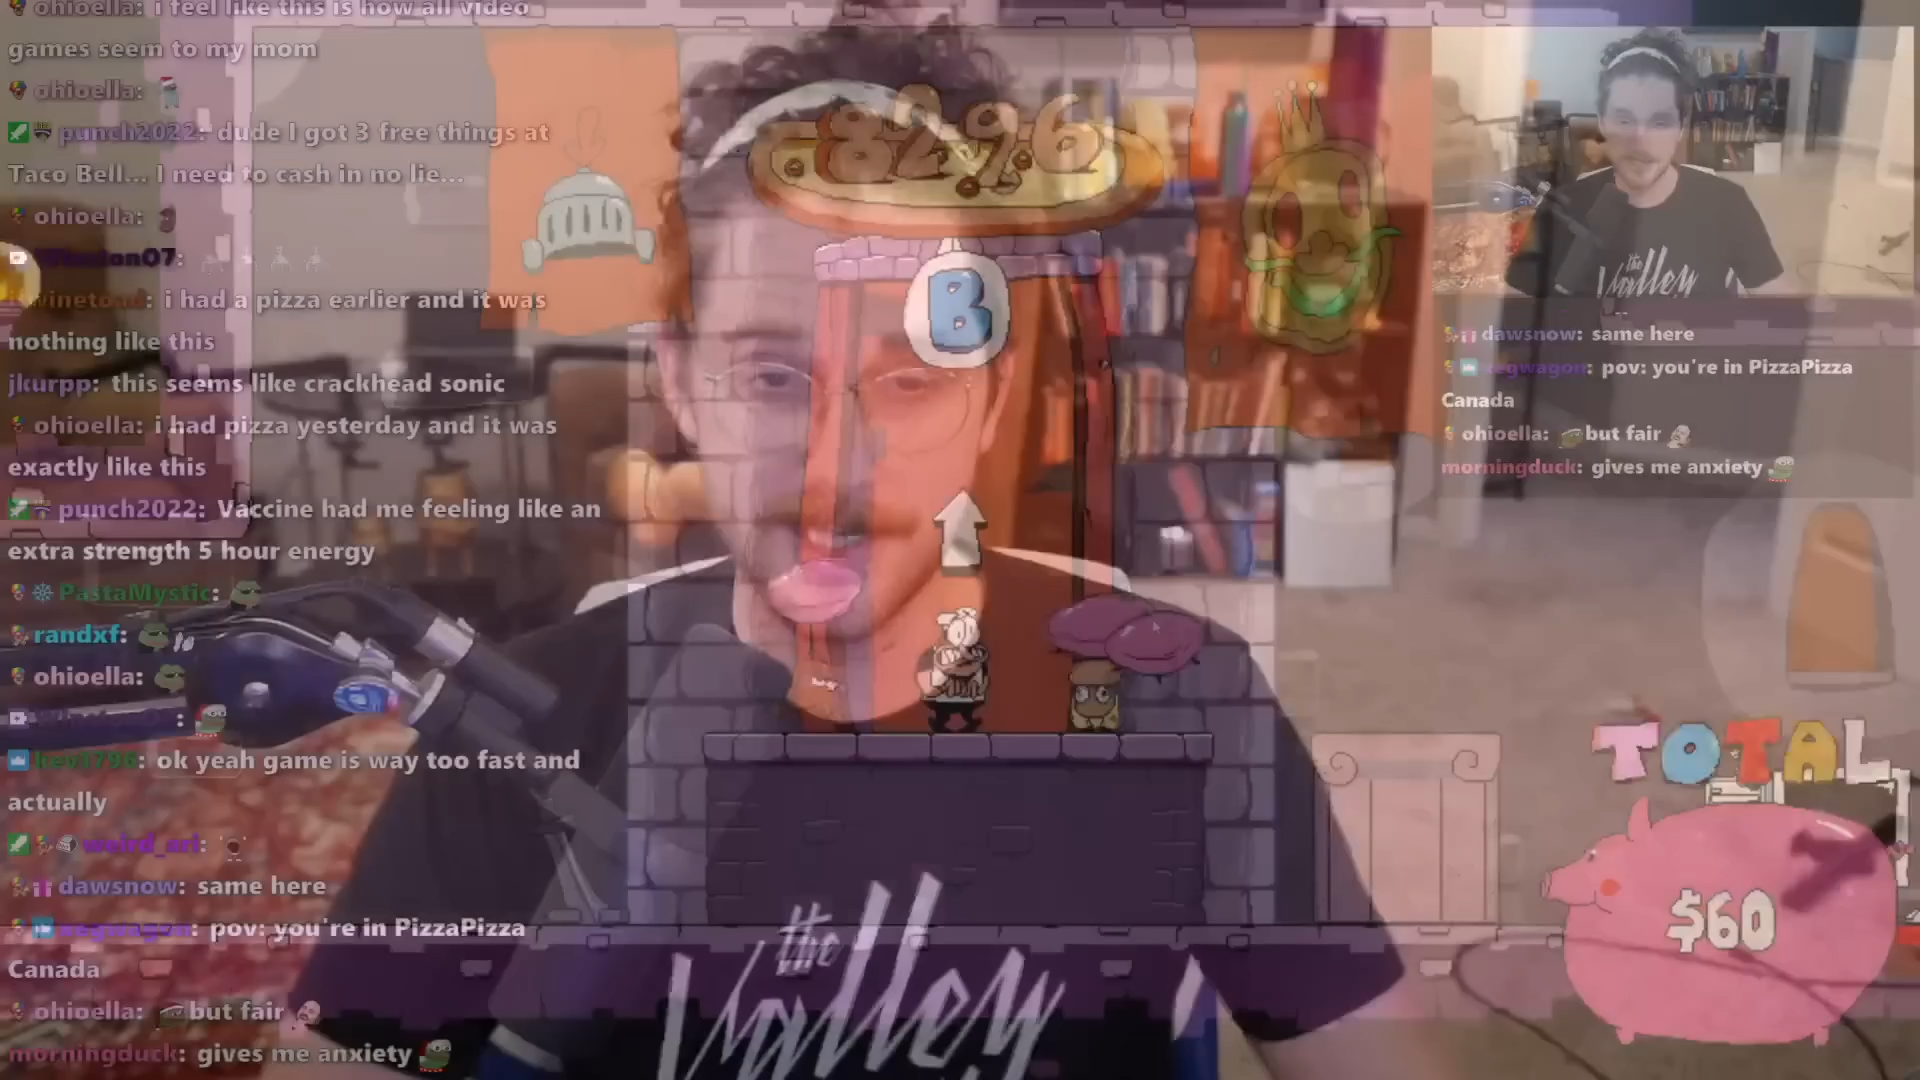 ohioella: i feel like this is how all video
games seem to my mom
ohioella:
punch2022: dude I got 3 free things at
Taco Bell... I need to cash in no lie...
ohioella:
: i had a pizza earlier and it was
nothing like this
jkurpp: this seems like crackhead sonic
ohioella: i had pizza yesterday and it was
exactly like this
punch2022: Vaccine had me feeling like an
extra strength 5 hour energy
PastaMystic:
randxf:
ohioella:
: ok yeah game is way too fast and
actually
weird_sci:
dawsnow: same here
: pov: you're in PizzaPizza
Canada
ohioella: but fair
morningduck: gives me anxiety
8296
B
the
Valley
the
Valley
dawsnow: same here
: pov: you're in PizzaPizza
Canada
ohioella: but fair
morningduck: gives me anxiety
TOTAL
$60